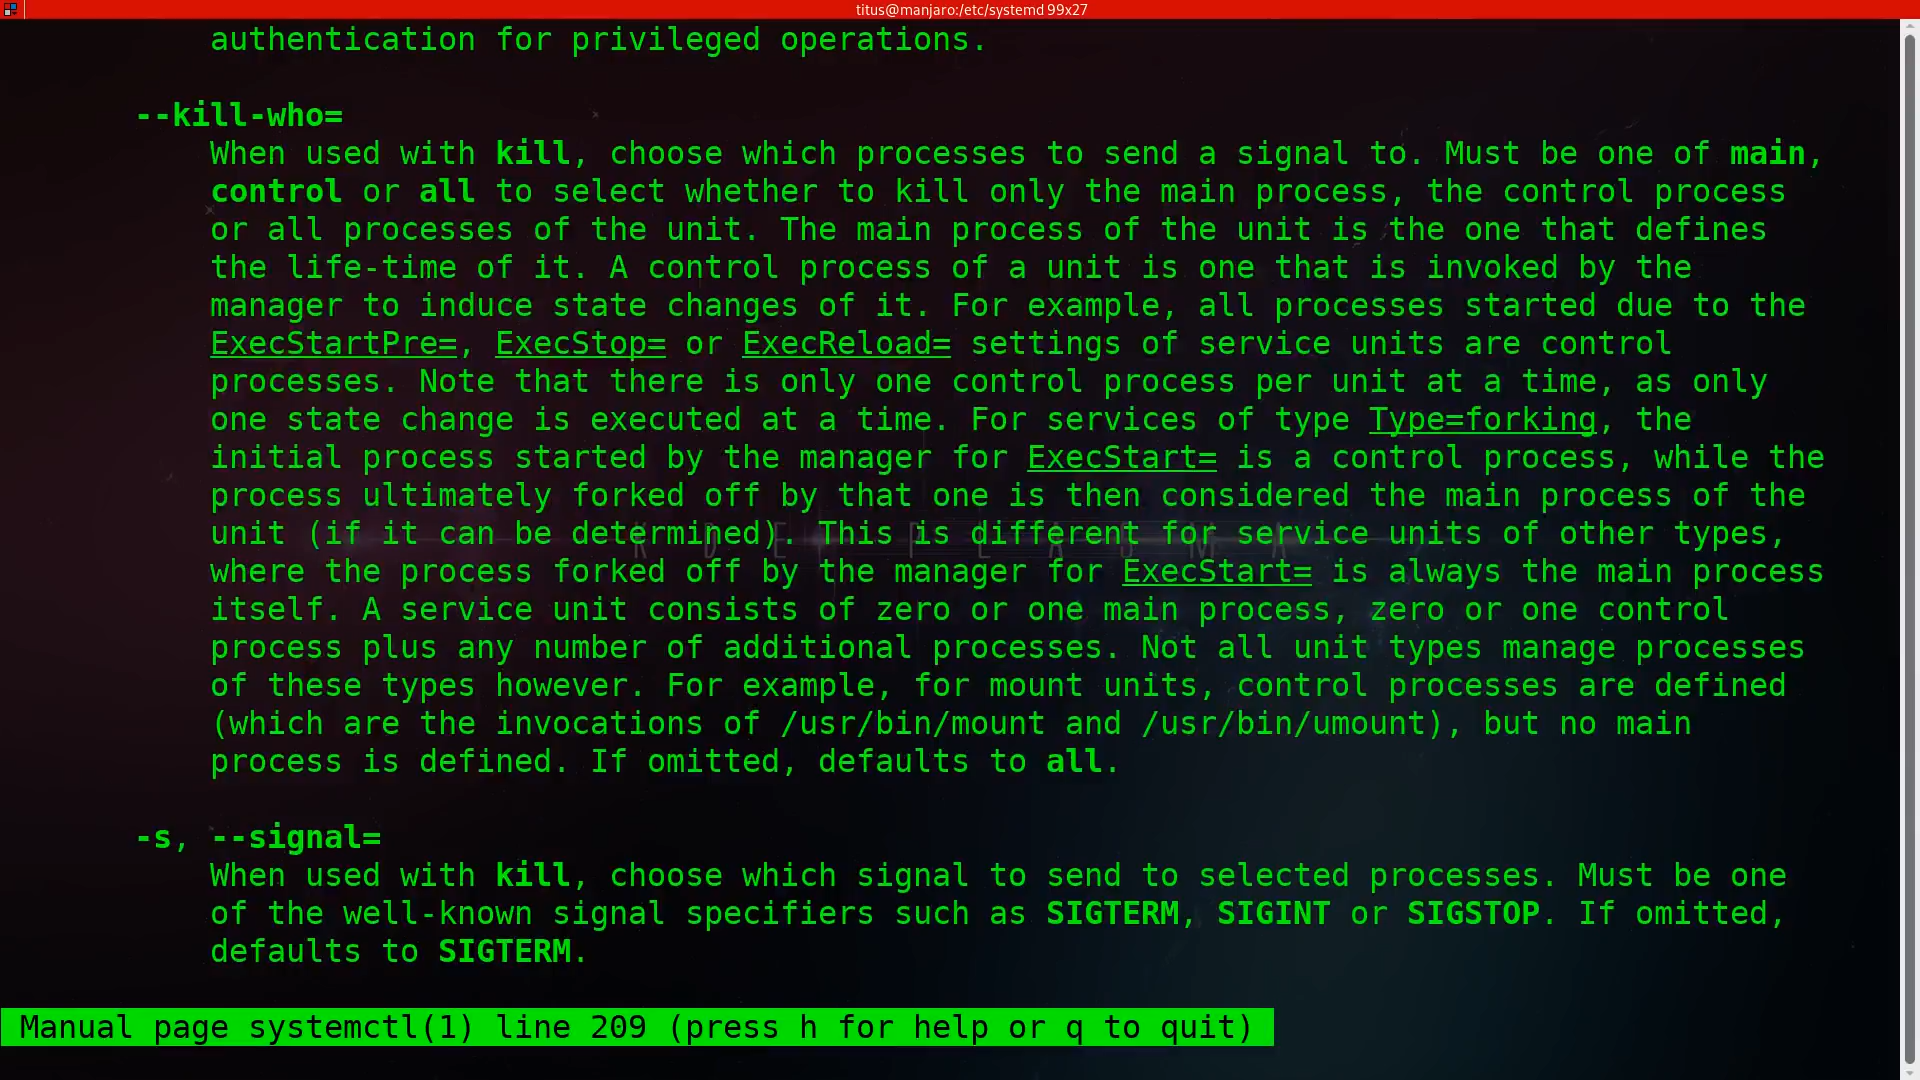 titus@manjaro:/etc/systemd 99x27
authentication for privileged operations.
--kill-who=
When used with kill, choose which processes to send a signal to. Must be one of main,
control or all to select whether to kill only the main process, the control process
or all processes of the unit. The main process of the unit is the one that defines
the life-time of it. A control process of a unit is one that is invoked by the
manager to induce state changes of it. For example, all processes started due to the
ExecStartPre=, ExecStop= or ExecReload= settings of service units are control
processes. Note that there is only one control process per unit at a time, as only
one state change is executed at a time. For services of type Type=forking, the
initial process started by the manager for ExecStart= is a control process, while the
process ultimately forked off by that one is then considered the main process of the
unit (if it can be determined). This is different for service units of other types,
where the process forked off by the manager for ExecStart= is always the main process
itself. A service unit consists of zero or one main process, zero or one control
process plus any number of additional processes. Not all unit types manage processes
of these types however. For example, for mount units, control processes are defined
(which are the invocations of /usr/bin/mount and /usr/bin/umount), but no main
process is defined. If omitted, defaults to all.
-s, --signal=
When used with kill, choose which signal to send to selected processes. Must be one
of the well-known signal specifiers such as SIGTERM, SIGINT or SIGSTOP. If omitted,
defaults to SIGTERM.
Manual page systemctl(1) line 209 (press h for help or q to quit)
KDE PLASMA